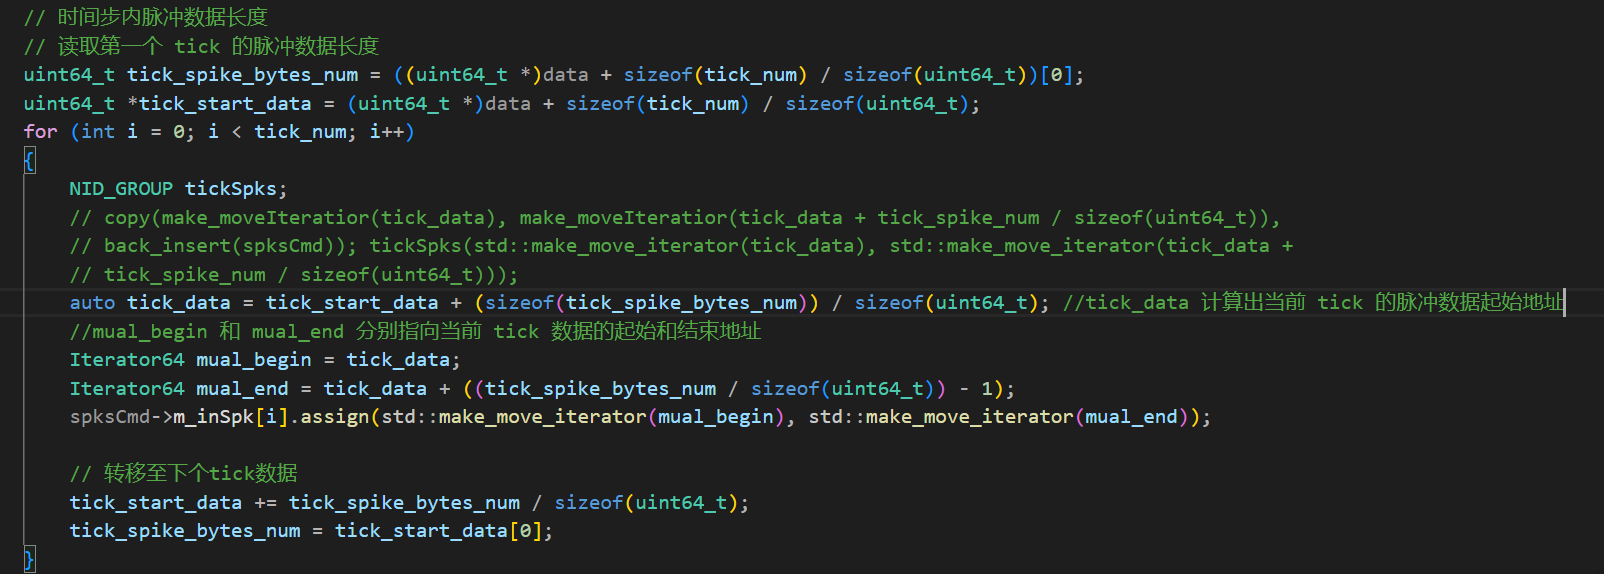 // 时间步内脉冲数据长度
// 读取第一个 tick 的脉冲数据长度
uint64_t tick_spike_bytes_num = ((uint64_t *)data + sizeof(tick_num) / sizeof(uint64_t))[0];
uint64_t *tick_start_data = (uint64_t *)data + sizeof(tick_num) / sizeof(uint64_t);
for (int i = 0; i < tick_num; i++)
{
    NID_GROUP tickSpks;
    // copy(make_moveIteratior(tick_data), make_moveIteratior(tick_data + tick_spike_num / sizeof(uint64_t)),
    // back_insert(spksCmd)); tickSpks(std::make_move_iterator(tick_data), std::make_move_iterator(tick_data +
    // tick_spike_num / sizeof(uint64_t)));
    auto tick_data = tick_start_data + (sizeof(tick_spike_bytes_num)) / sizeof(uint64_t); //tick_data 计算出当前 tick 的脉冲数据起始地址
    //mual_begin 和 mual_end 分别指向当前 tick 数据的起始和结束地址
    Iterator64 mual_begin = tick_data;
    Iterator64 mual_end = tick_data + ((tick_spike_bytes_num / sizeof(uint64_t)) - 1);
    spksCmd->m_inSpk[i].assign(std::make_move_iterator(mual_begin), std::make_move_iterator(mual_end));
    // 转移至下个tick数据
    tick_start_data += tick_spike_bytes_num / sizeof(uint64_t);
    tick_spike_bytes_num = tick_start_data[0];
}